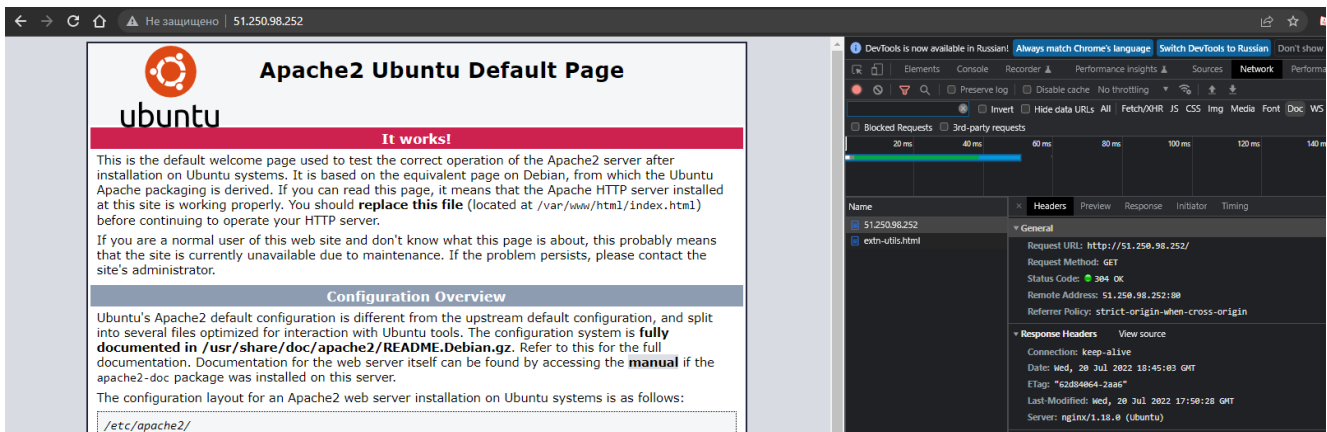 Не защищено 51.250.98.252
ubuntu
Apache2 Ubuntu Default Page
It works!
This is the default welcome page used to test the correct operation of the Apache2 server after
installation on Ubuntu systems. It is based on the equivalent page on Debian, from which the Ubuntu
Apache packaging is derived. If you can read this page, it means that the Apache HTTP server installed
at this site is working properly. You should replace this file (located at /var/www/html/index.html)
before continuing to operate your HTTP server.
If you are a normal user of this web site and don't know what this page is about, this probably means
that the site is currently unavailable due to maintenance. If the problem persists, please contact the
site's administrator.
Configuration Overview
Ubuntu's Apache2 default configuration is different from the upstream default configuration, and split
into several files optimized for interaction with Ubuntu tools. The configuration system is fully
documented in /usr/share/doc/apache2/README.Debian.gz. Refer to this for the full
documentation. Documentation for the web server itself can be found by accessing the manual if the
apache2-doc package was installed on this server.
The configuration layout for an Apache2 web server installation on Ubuntu systems is as follows:
/etc/apache2/
DevTools is now available in Russian! Always match Chrome's language Switch DevTools to Russian Don't show
Elements Console Recorder Performance insights Sources Network Performa
Preserve log Disable cache No throttling
Invert Hide data URLs All Fetch/XHR JS CSS Img Media Font Doc WS
Blocked Requests 3rd-party requests
20 ms 40 ms 60 ms 80 ms 100 ms 120 ms 140 m
Name × Headers Preview Response Initiator Timing
51.250.98.252
extn-utils.html
General
Request URL: http://51.250.98.252/
Request Method: GET
Status Code: 304 OK
Remote Address: 51.250.98.252:80
Referrer Policy: strict-origin-when-cross-origin
Response Headers View source
Connection: keep-alive
Date: Wed, 20 Jul 2022 18:45:03 GMT
ETag: "62d84064-2aa6"
Last-Modified: Wed, 20 Jul 2022 17:50:28 GMT
Server: nginx/1.18.0 (Ubuntu)